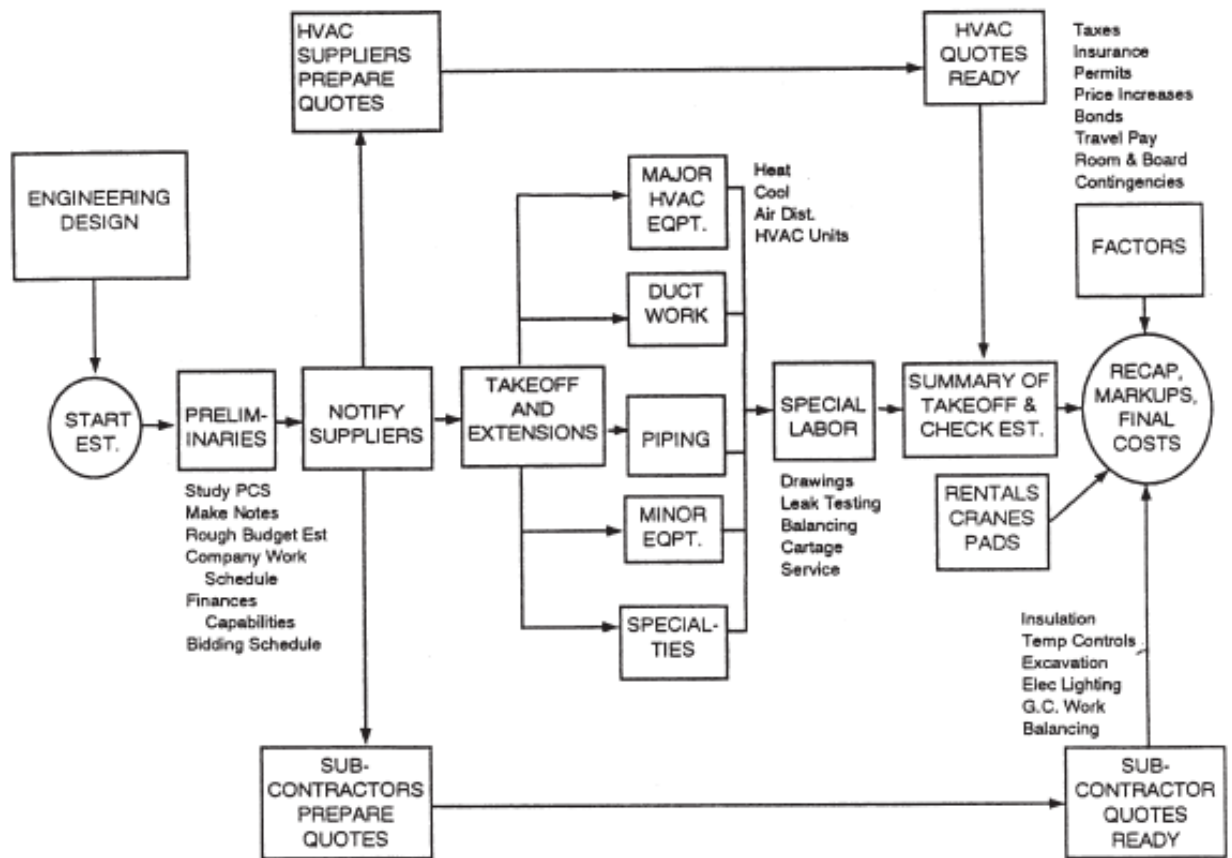 HVAC
SUPPLIERS
PREPARE
QUOTES
HVAC
QUOTES
READY
Taxes
Insurance
Permits
Price Increases
Bonds
Travel Pay
Room & Board
Contingencies
ENGINEERING
DESIGN
MAJOR
HVAC
EQPT.
Heat
Cool
Air Dist.
HVAC Units
FACTORS
DUCT
WORK
START
EST.
PRELIM-
INARIES
NOTIFY
SUPPLIERS
TAKEOFF
AND
EXTENSIONS
PIPING
SPECIAL
LABOR
SUMMARY OF
TAKEOFF &
CHECK EST.
RECAP,
MARKUPS,
FINAL
COSTS
Study PCS
Make Notes
Rough Budget Est
Company Work
Schedule
Finances
Capabilities
Bidding Schedule
MINOR
EQPT.
Drawings
Leak Testing
Balancing
Cartage
Service
RENTALS
CRANES
PADS
SPECIAL-
TIES
Insulation
Temp Controls
Excavation
Elec Lighting
G.C. Work
Balancing
SUB-
CONTRACTORS
PREPARE
QUOTES
SUB-
CONTRACTOR
QUOTES
READY